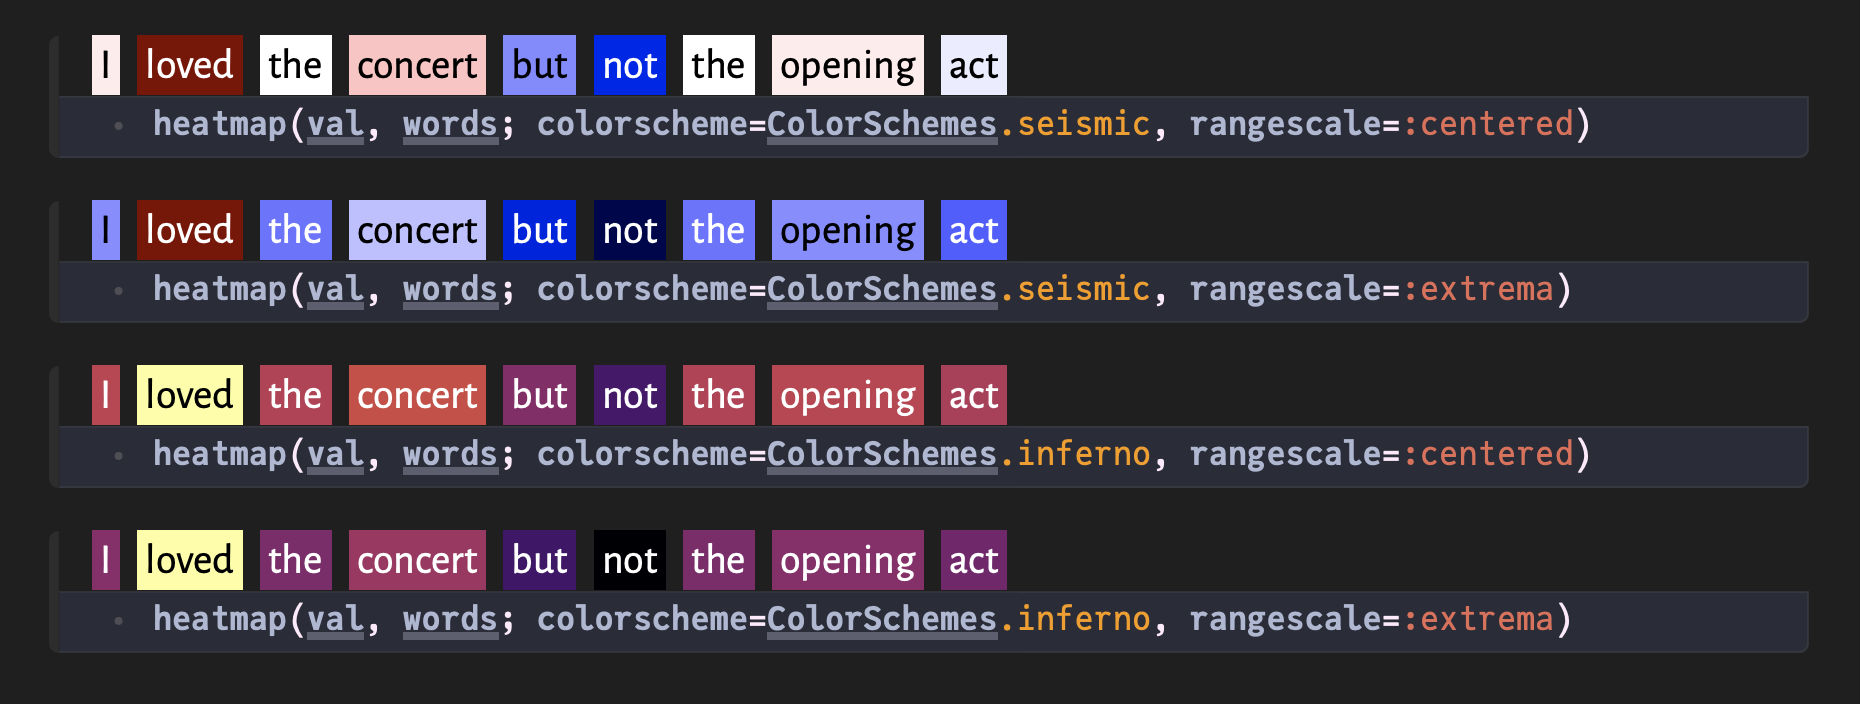 I loved the concert but not the opening act
heatmap(val, words; colorscheme=ColorSchemes.seismic, rangescale=:centered)
I loved the concert but not the opening act
heatmap(val, words; colorscheme=ColorSchemes.seismic, rangescale=:extrema)
I loved the concert but not the opening act
heatmap(val, words; colorscheme=ColorSchemes.inferno, rangescale=:centered)
I loved the concert but not the opening act
heatmap(val, words; colorscheme=ColorSchemes.inferno, rangescale=:extrema)